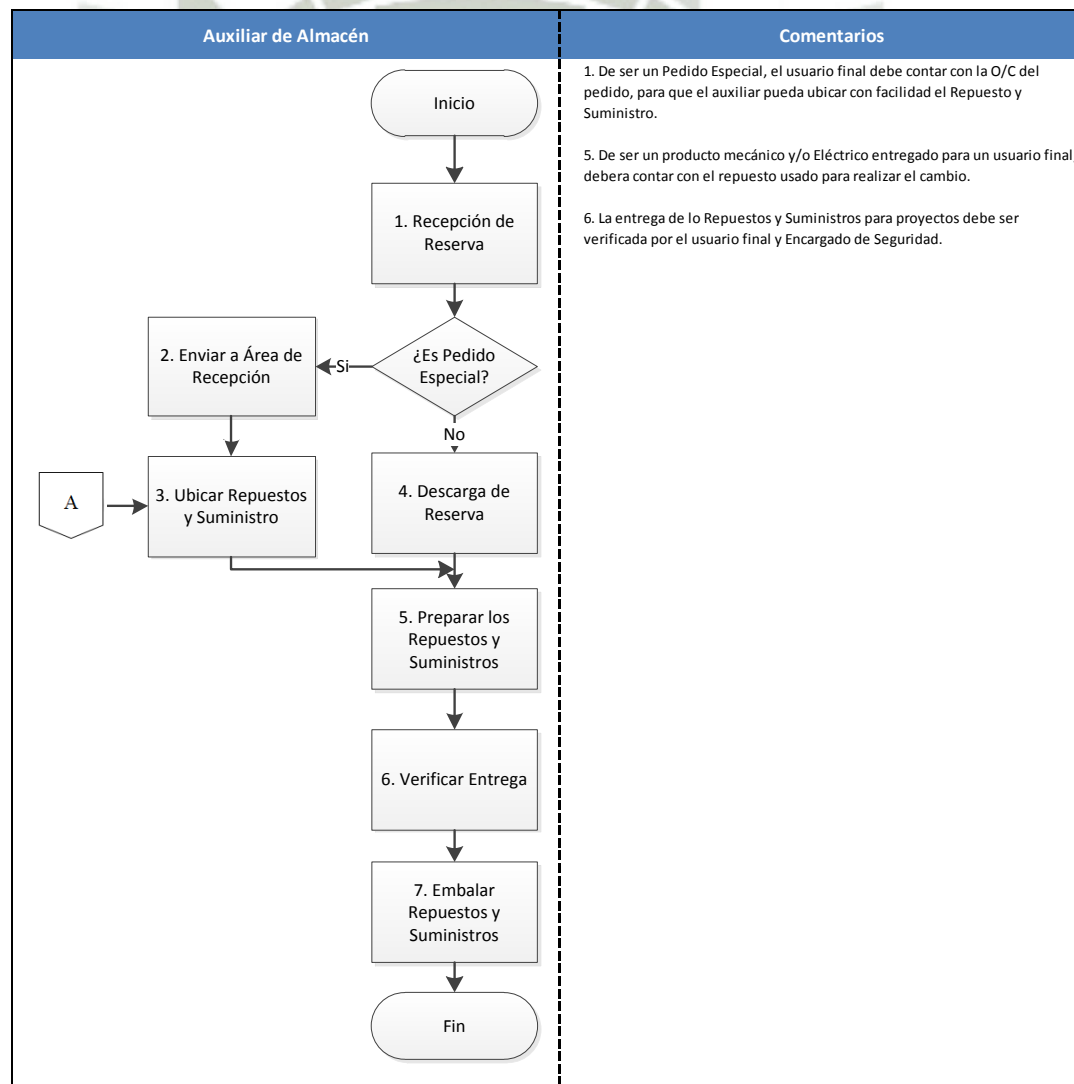 Auxiliar de Almacén
Comentarios
Inicio
1. Recepción de
Reserva
¿Es Pedido
Especial?
Si
No
2. Enviar a Área de
Recepción
A
3. Ubicar Repuestos
y Suministro
4. Descarga de
Reserva
5. Preparar los
Repuestos y
Suministros
6. Verificar Entrega
7. Embalar
Repuestos y
Suministros
Fin
1. De ser un Pedido Especial, el usuario final debe contar con la O/C del
pedido, para que el auxiliar pueda ubicar con facilidad el Repuesto y
Suministro.
5. De ser un producto mecánico y/o Eléctrico entregado para un usuario final,
debera contar con el repuesto usado para realizar el cambio.
6. La entrega de lo Repuestos y Suministros para proyectos debe ser
verificada por el usuario final y Encargado de Seguridad.